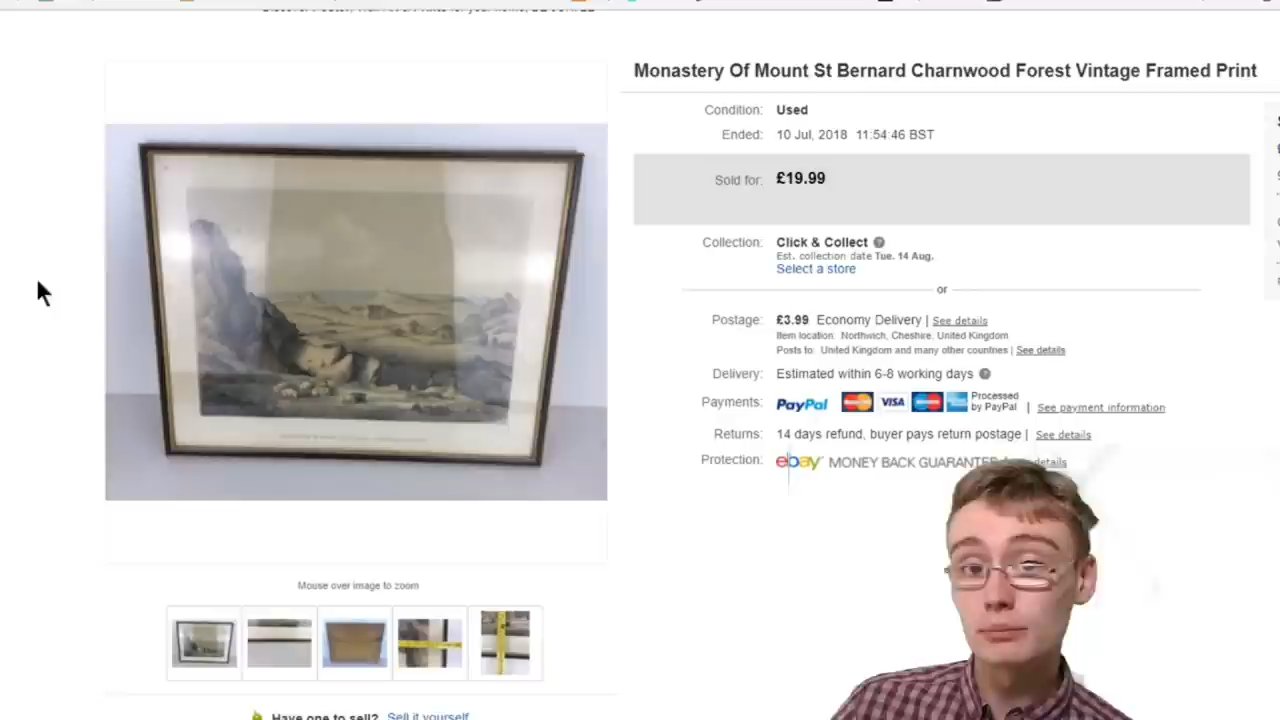 Monastery Of Mount St Bernard Charnwood Forest Vintage Framed Print
Condition: Used
Ended: 10 Jul, 2018 11:54:46 BST
Sold for: £19.99
Collection: Click & Collect
Est. collection date Tue. 14 Aug.
Select a store
or
Postage: £3.99 Economy Delivery | See details
Item location: Northwich, Cheshire, United Kingdom
Posts to: United Kingdom and many other countries | See details
Delivery: Estimated within 6-8 working days
Payments: PayPal VISA Processed by PayPal | See payment information
Returns: 14 days refund, buyer pays return postage | See details
Protection: ebay MONEY BACK GUARANTEE details
Mouse over image to zoom
Have one to sell? Sell it yourself